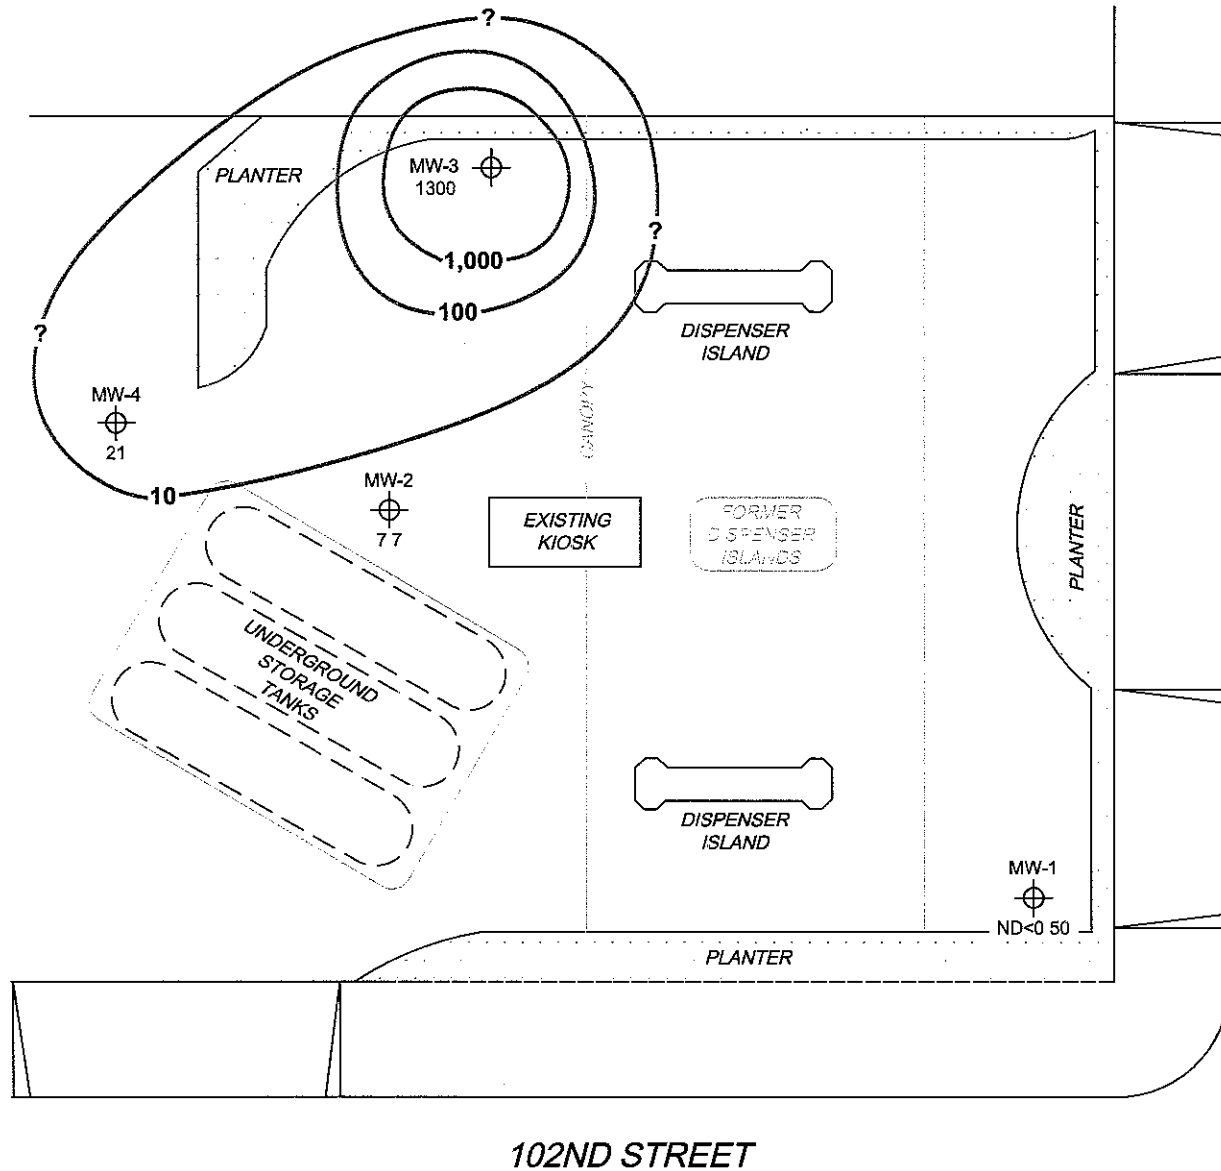 ?
PLANTER
MW-3
1300
?
1,000
100
?
DISPENSER
ISLAND
MW-4
21
CANOPY
10
MW-2
7 7
EXISTING
KIOSK
FORMER
DISPENSER
ISLANDS
PLANTER
UNDERGROUND
STORAGE
TANKS
DISPENSER
ISLAND
MW-1
ND<0 50
PLANTER
102ND STREET